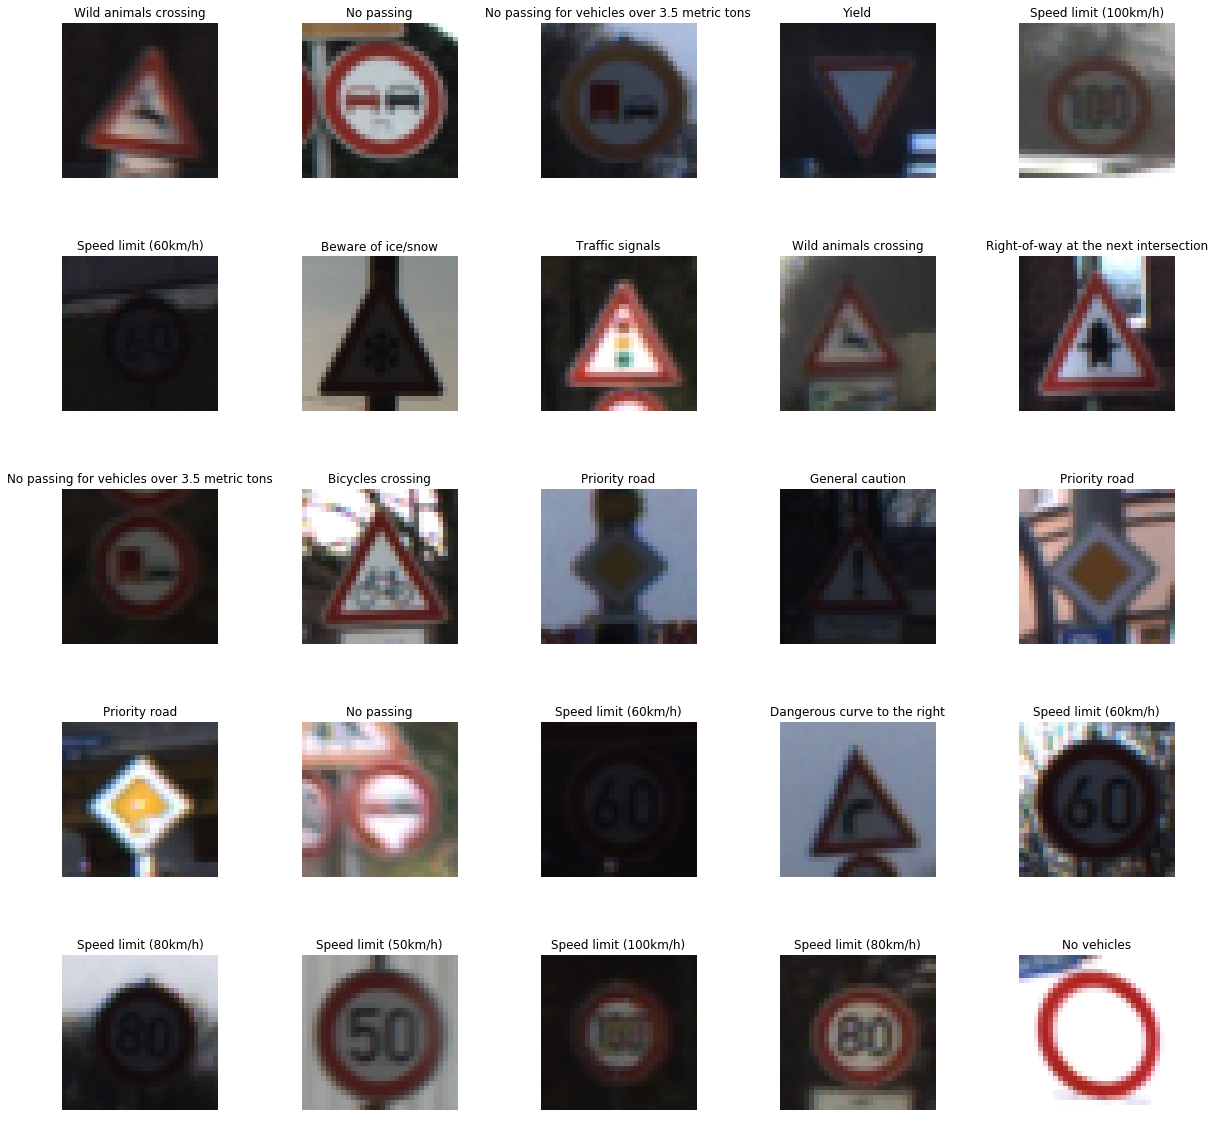 Wild animals crossing
No passing
No passing for vehicles over 3.5 metric tons
Yield
Speed limit (100km/h)
100
Speed limit (60km/h)
Beware of ice/snow
Traffic signals
Wild animals crossing
Right-of-way at the next intersection
60
No passing for vehicles over 3.5 metric tons
Bicycles crossing
Priority road
General caution
Priority road
Priority road
No passing
Speed limit (60km/h)
Dangerous curve to the right
Speed limit (60km/h)
60
60
Speed limit (80km/h)
Speed limit (50km/h)
Speed limit (100km/h)
Speed limit (80km/h)
No vehicles
80
50
100
80